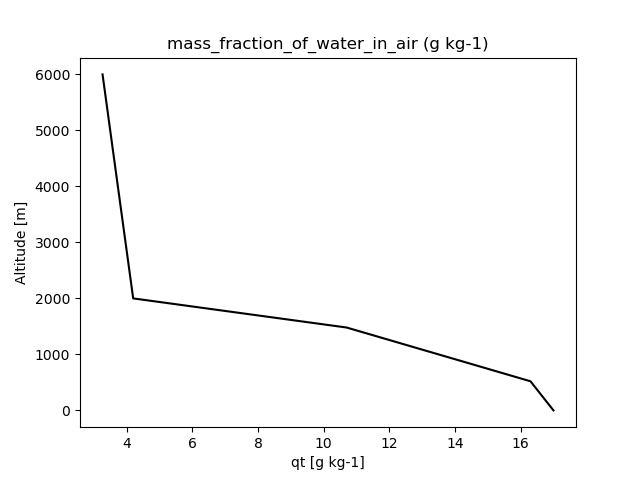 mass_fraction_of_water_in_air (g kg-1)
6000
5000
4000
3000
2000
1000
0
Altitude [m]
4 6 8 10 12 14 16
qt [g kg-1]